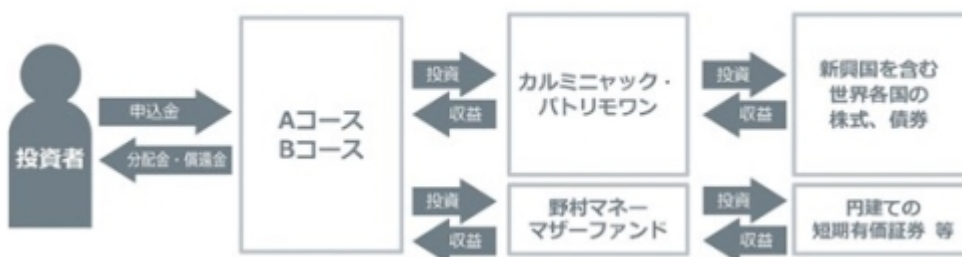 投資者
申込金
分配金・償還金
Aコース
Bコース
投資
収益
カルミニャック・
パトリモワン
投資
収益
新興国を含む
世界各国の
株式、債券
投資
収益
野村マネー
マザーファンド
投資
収益
円建ての
短期有価証券 等